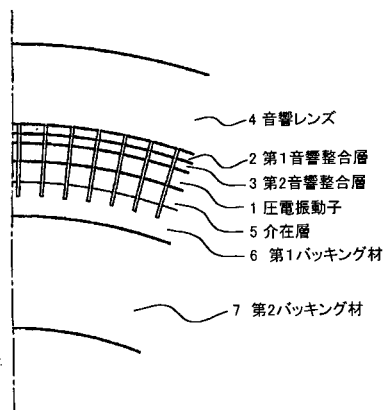 4 音響レンズ
2 第1音響整合層
3 第2音響整合層
1 圧電振動子
5 介在層
6 第1バッキング材
7 第2バッキング材